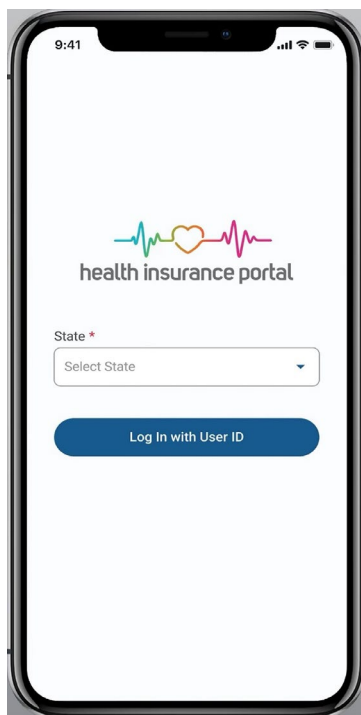 9:41
health insurance portal
State *
Select State
Log In with User ID